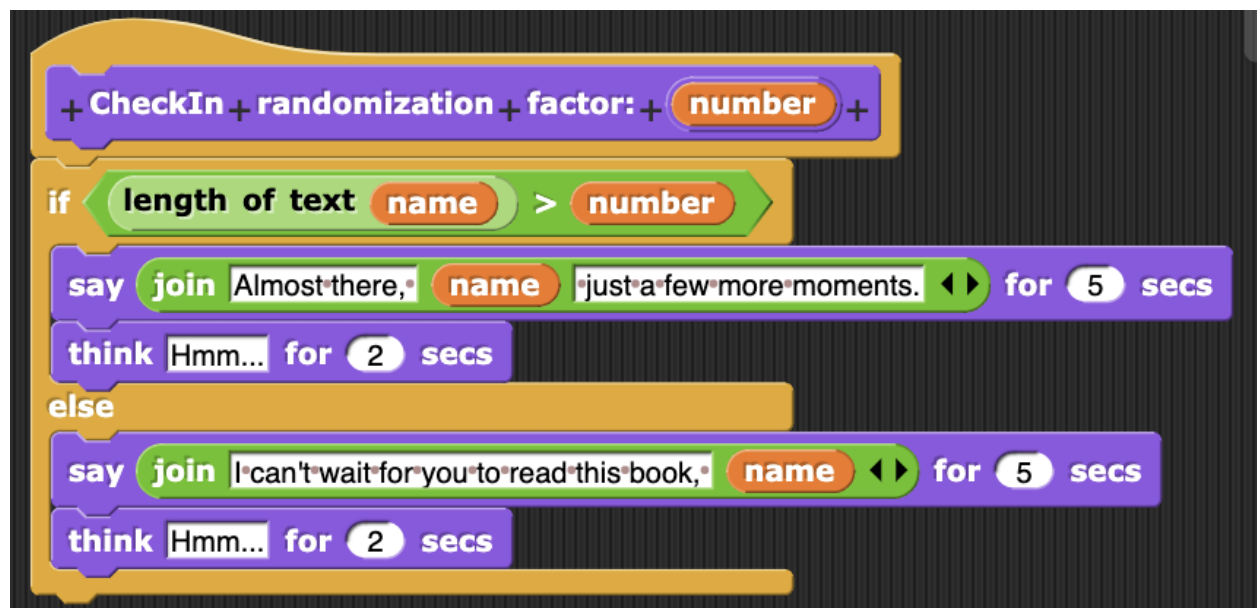 + CheckIn + randomization + factor: + number +
if length of text name > number
say join Almost there, name just a few more moments. for 5 secs
think Hmm... for 2 secs
else
say join I can't wait for you to read this book, name for 5 secs
think Hmm... for 2 secs